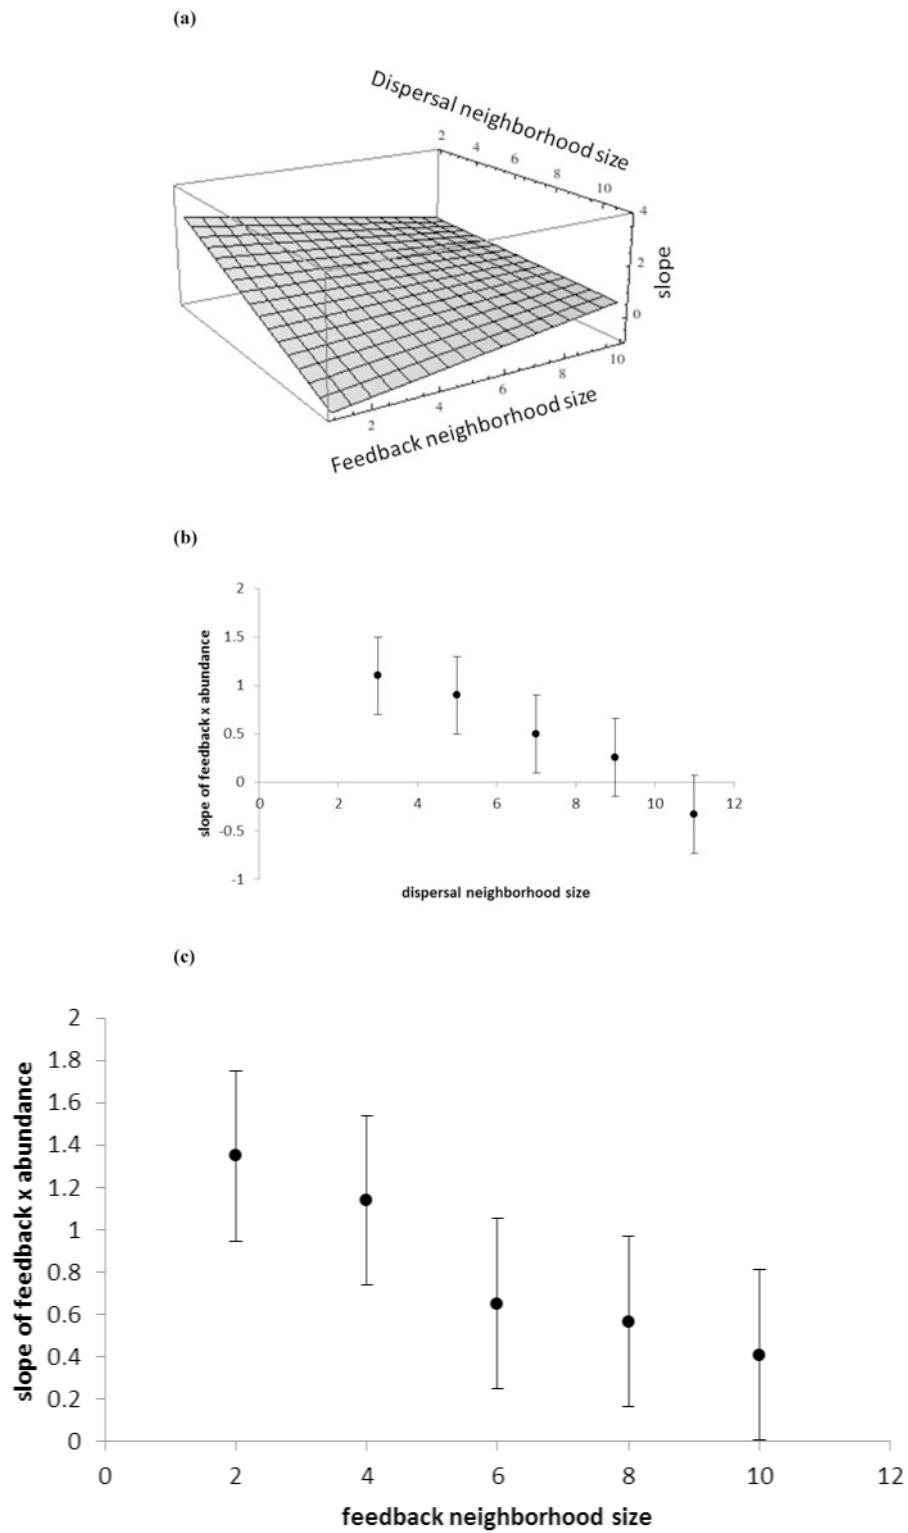 (a)
Dispersal neighborhood size
2 4 6 8 10
4
2
0
slope
2 4 6 8 10
Feedback neighborhood size
(b)
2
1.5
1
0.5
0
-0.5
-1
0 2 4 6 8 10 12
slope of feedback x abundance
dispersal neighborhood size
(c)
2
1.8
1.6
1.4
1.2
1
0.8
0.6
0.4
0.2
0
0 2 4 6 8 10 12
slope of feedback x abundance
feedback neighborhood size